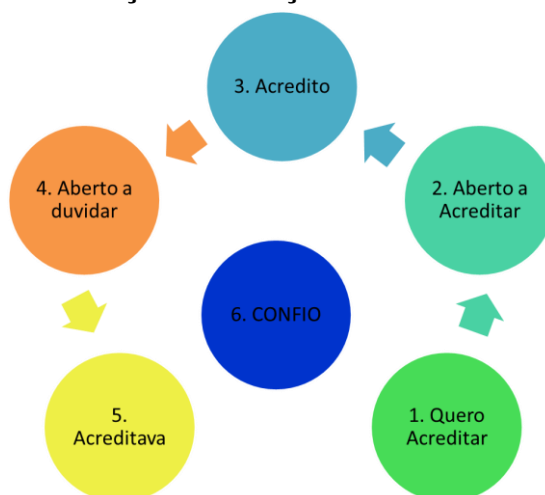 3. Acredito
4. Aberto a
duvidar
2. Aberto a
Acreditar
6. CONFIO
5.
Acreditava
1. Quero
Acreditar